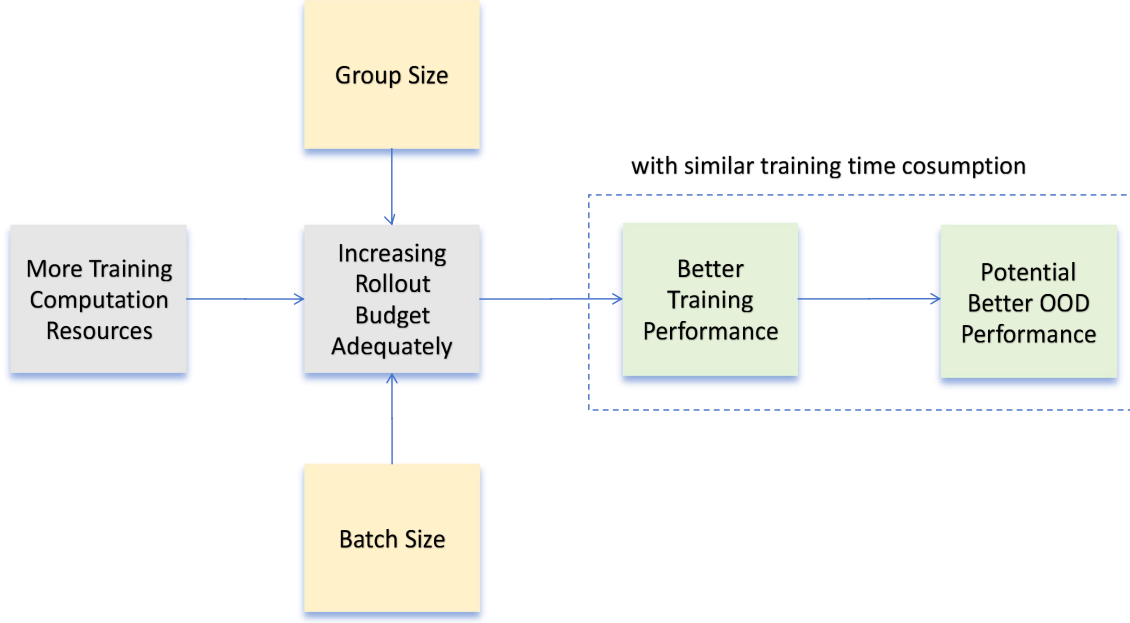 Group Size
with similar training time cosumption
More Training
Computation
Resources
Increasing
Rollout
Budget
Adequately
Better
Training
Performance
Potential
Better OOD
Performance
Batch Size